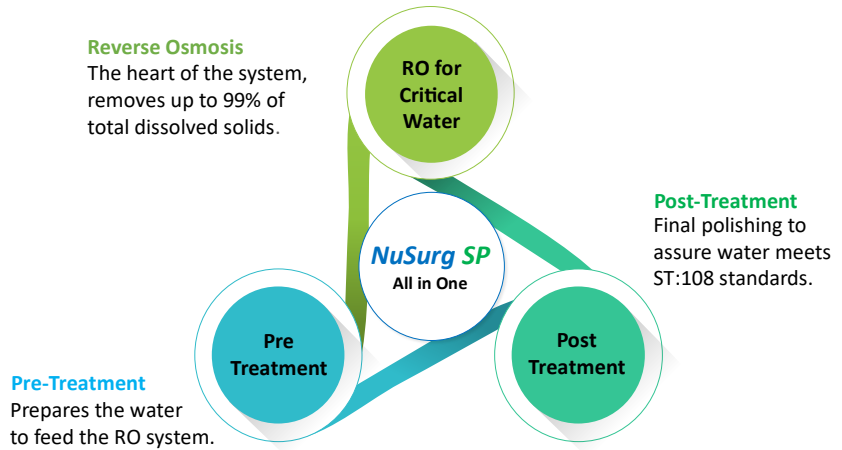 Reverse Osmosis
The heart of the system,
removes up to 99% of
total dissolved solids.
RO for
Critical
Water
Post-Treatment
Final polishing to
assure water meets
ST:108 standards.
NuSurg SP
All in One
Pre
Treatment
Post
Treatment
Pre-Treatment
Prepares the water
to feed the RO system.